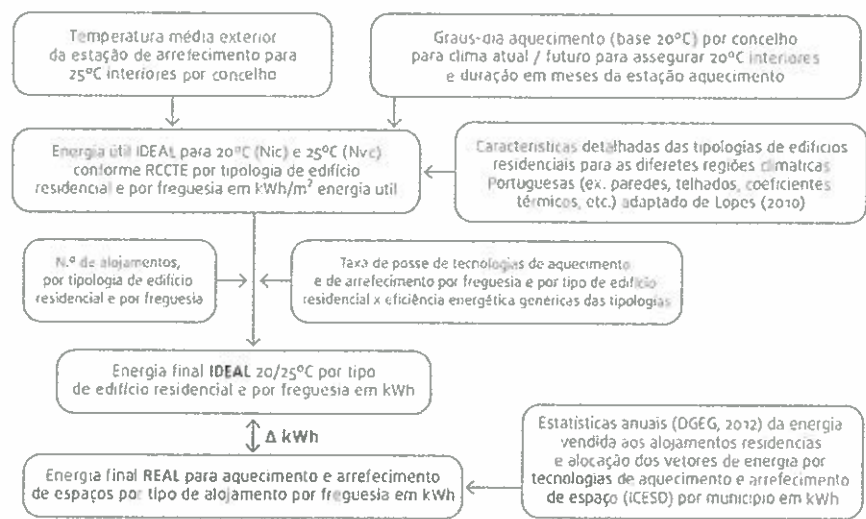 Temperatura média exterior
da estação de arrefecimento para
25ºC interiores por concelho
Graus-dia aquecimento (base 20ºC) por concelho
para clima atual / futuro para assegurar 20ºC interiores
e duração em meses da estação aquecimento
Energia útil IDEAL para 20ºC (Nic) e 25ºC (Nvc)
conforme RCCTE por tipologia de edifício
residencial e por freguesia em kWh/m² energia util
Características detalhadas das tipologias de edifícios
residenciais para as diferetes regiões climaticas
Portuguesas (ex. paredes, telhados, coeficientes
térmicos, etc.) adaptado de Lopes (2010)
N.º de alojamentos,
por tipologia de edifício
residencial e por freguesia
Taxa de posse de tecnologias de aquecimento
e de arrefecimento por freguesia e por tipo de edifício
residencial x eficiência energética genéricas das tipologias
Energia final IDEAL 20/25ºC por tipo
de edifício residencial e por freguesia em kWh
Δ kWh
Energia final REAL para aquecimento e arrefecimento
de espaços por tipo de alojamento por freguesia em kWh
Estatísticas anuais (DGEG, 2012) da energia
vendida aos alojamentos residencias
e alocação dos vetores de energia por
tecnologias de aquecimento e arrefecimento
de espaço (ICESD) por município em kWh